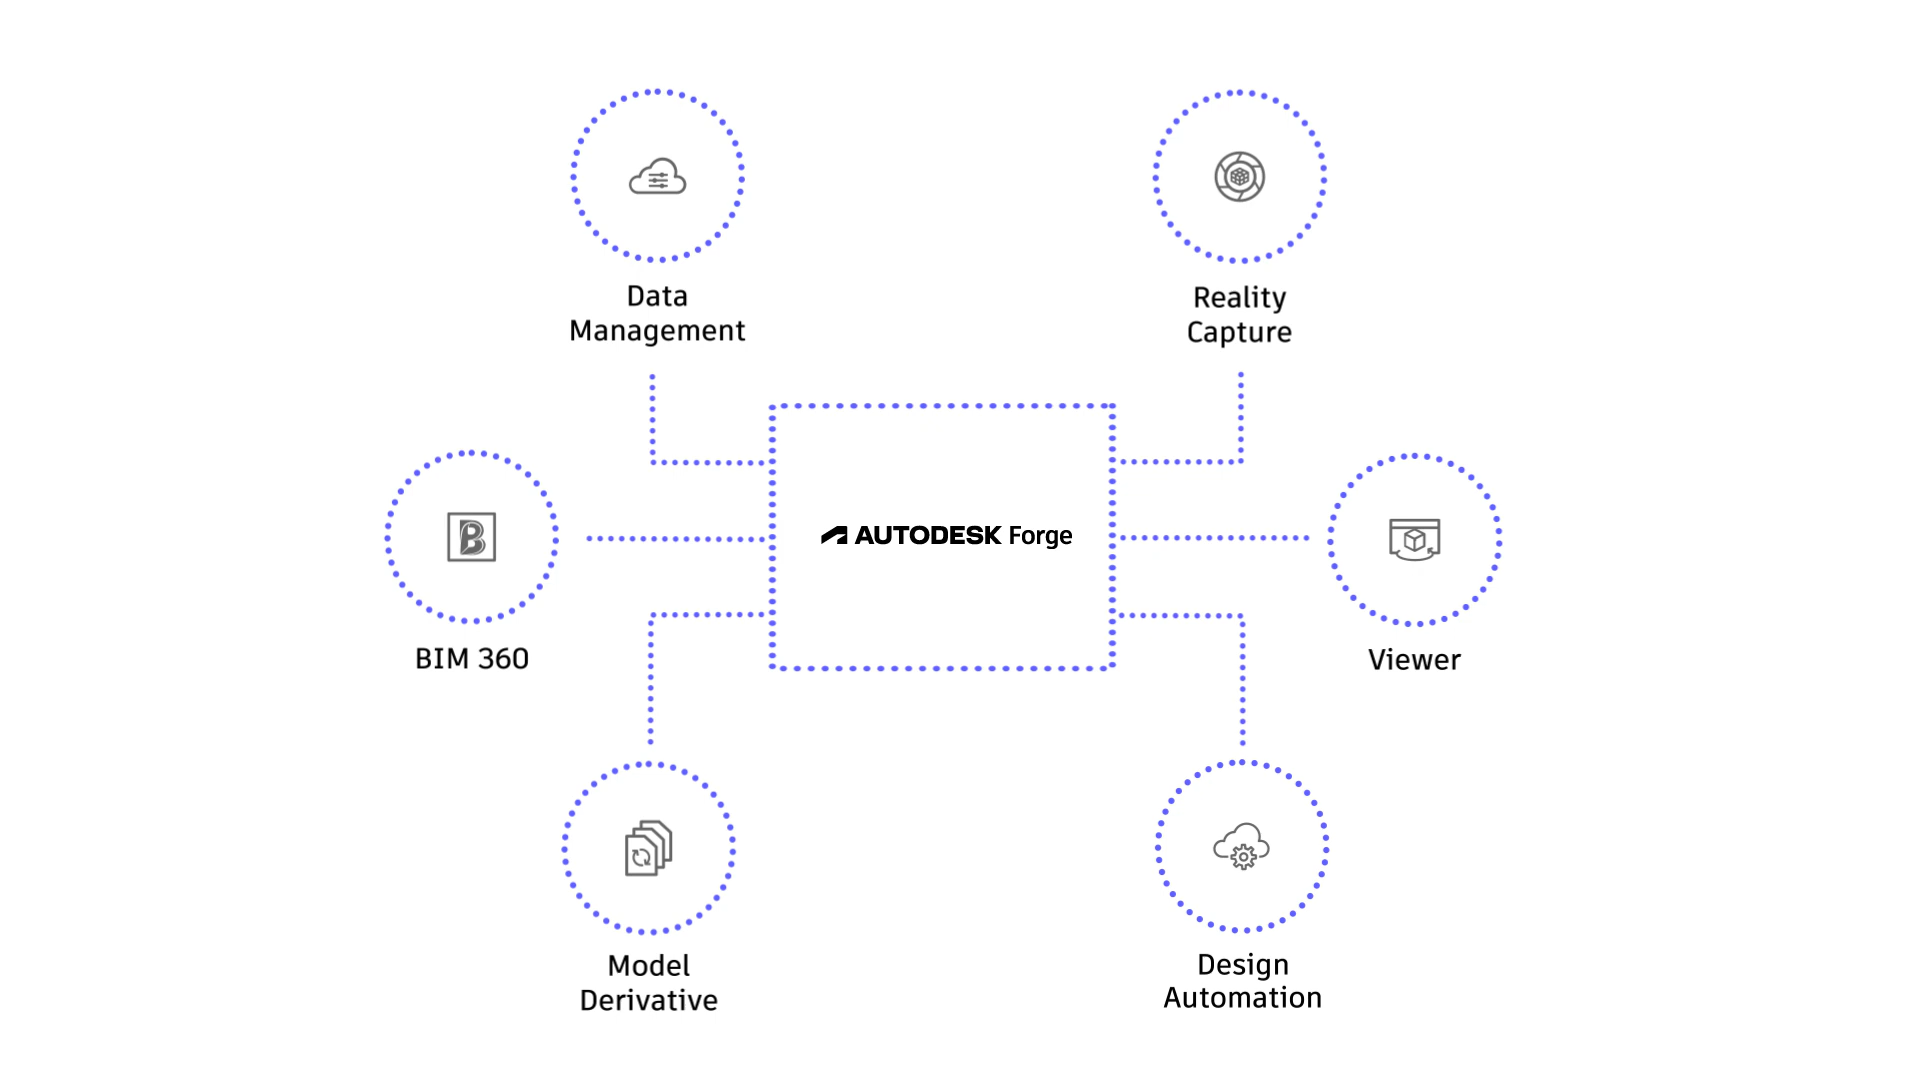 Data
Management
Reality
Capture
AUTODESK Forge
B
BIM 360
Viewer
Model
Derivative
Design
Automation